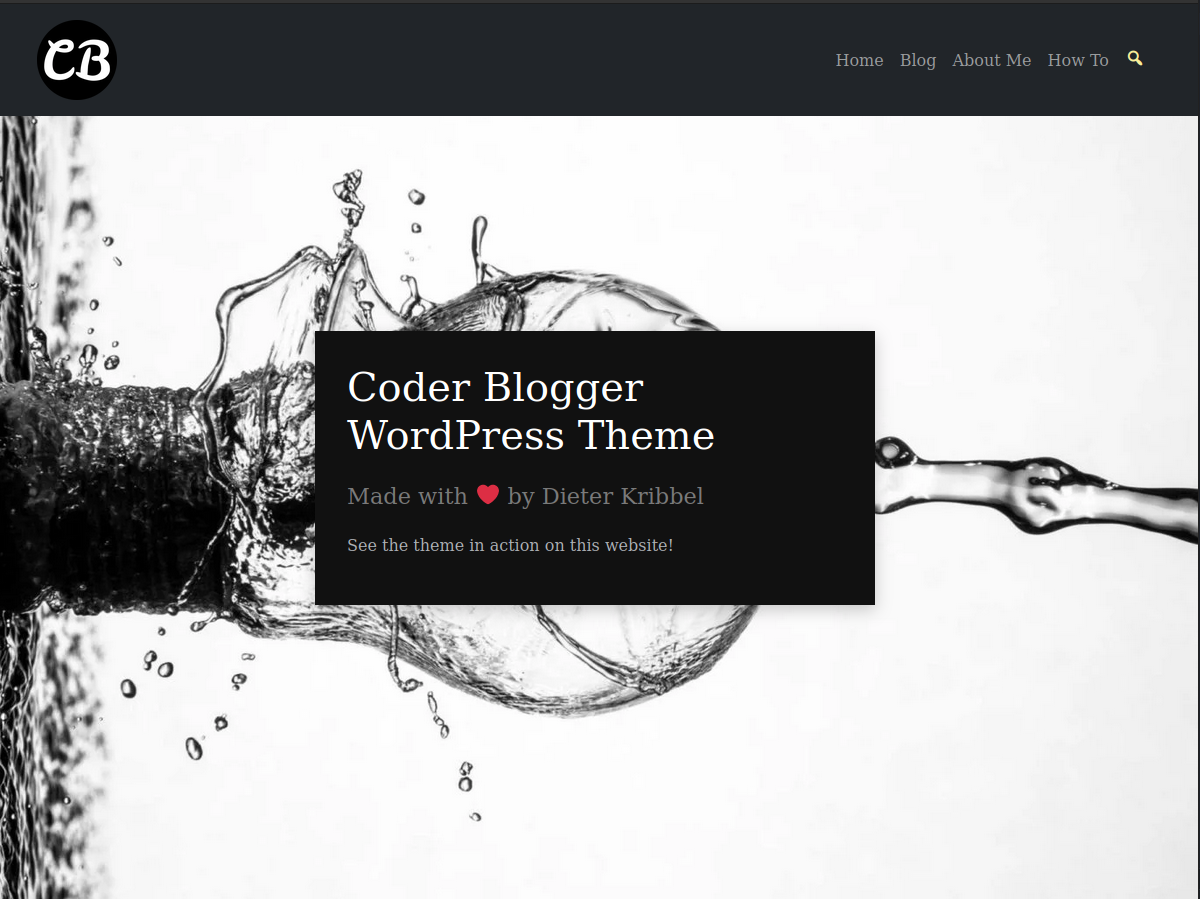 CB
Home Blog About Me How To
Coder Blogger
WordPress Theme
Made with ❤ by Dieter Kribbel
See the theme in action on this website!